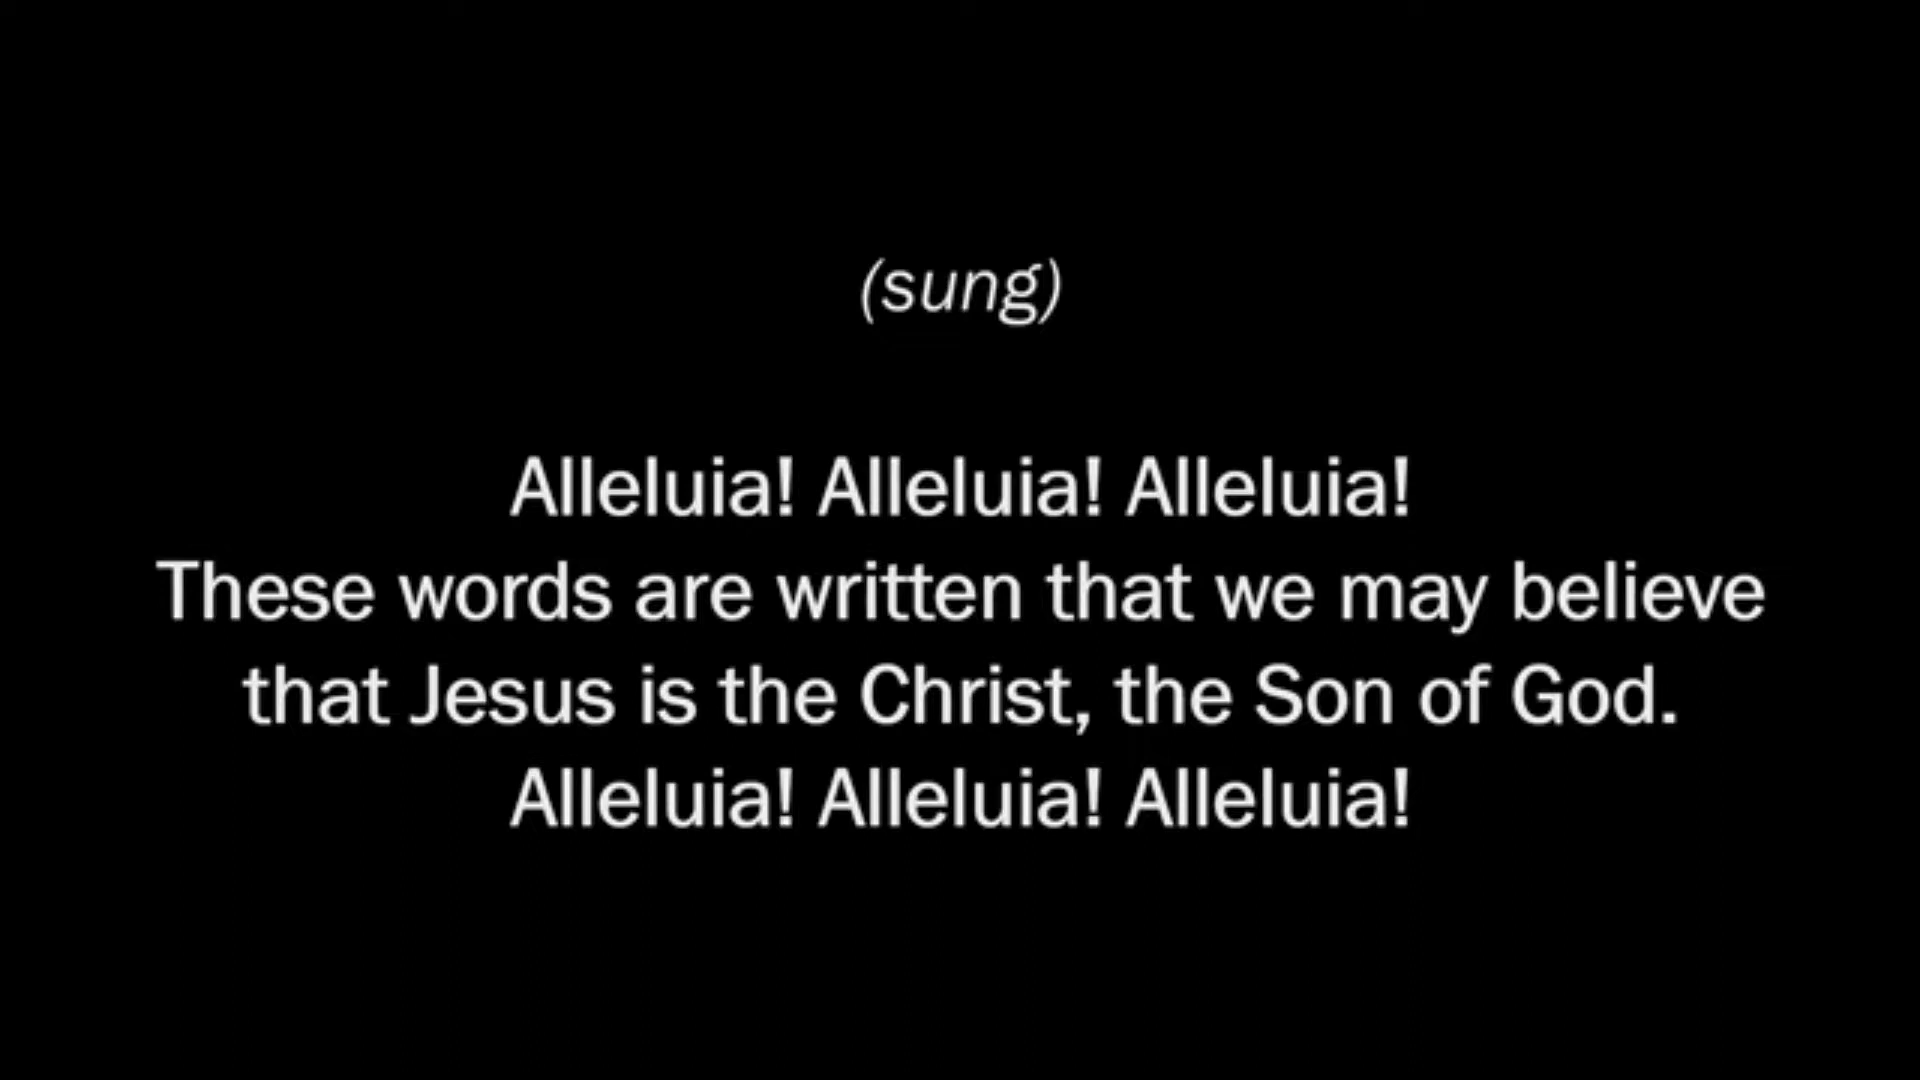 (sung)
Alleluia! Alleluia! Alleluia!
These words are written that we may believe
that Jesus is the Christ, the Son of God.
Alleluia! Alleluia! Alleluia!